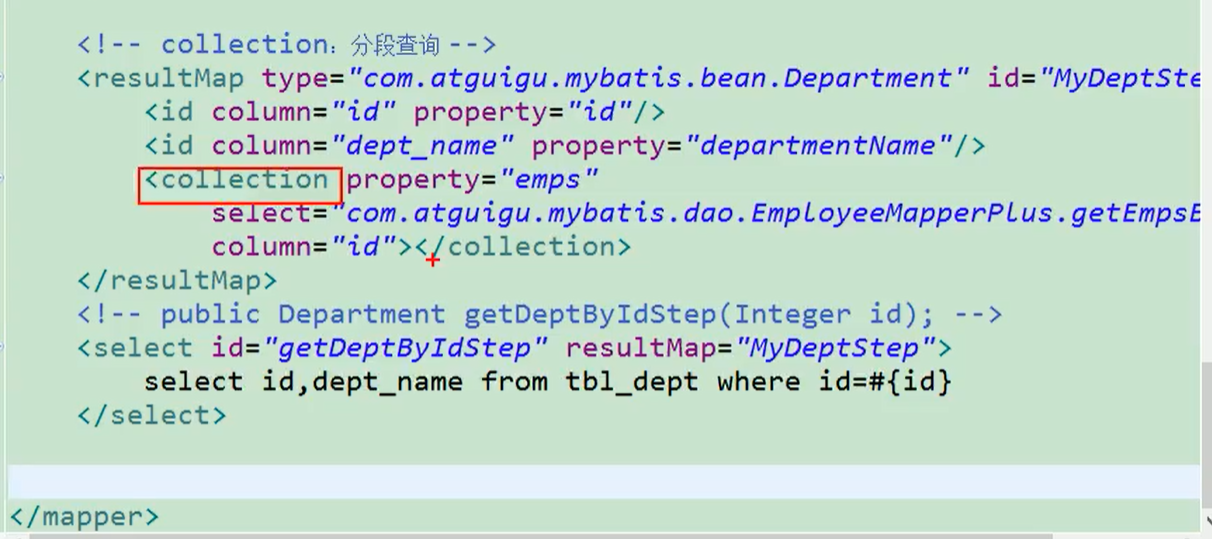 <!-- collection：分段查询 -->
<resultMap type="com.atguigu.mybatis.bean.Department" id="MyDeptSte
<id column="id" property="id"/>
<id column="dept_name" property="departmentName"/>
<collection property="emps"
select="com.atguigu.mybatis.dao.EmployeeMapperPlus.getEmpsB
column="id"></collection>
</resultMap>
<!-- public Department getDeptByIdStep(Integer id); -->
<select id="getDeptByIdStep" resultMap="MyDeptStep">
select id,dept_name from tbl_dept where id=#{id}
</select>
</mapper>